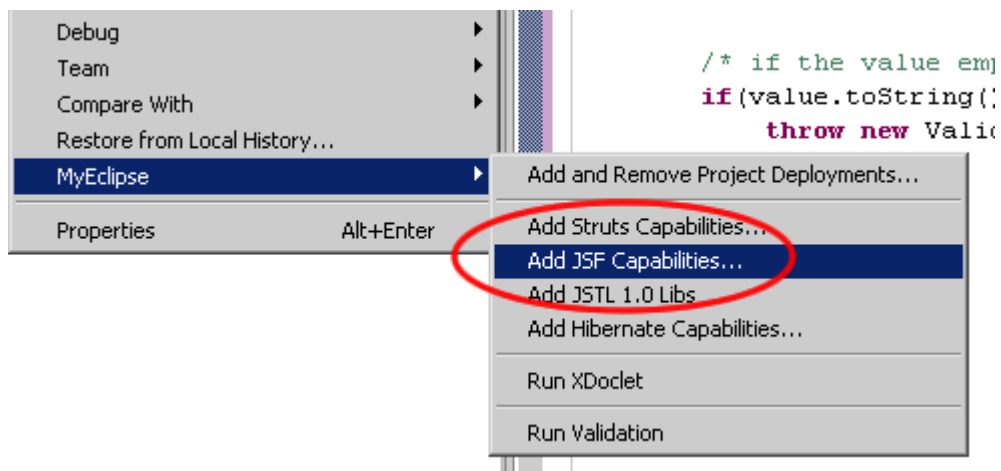 Debug
Team
Compare With
Restore from Local History...
MyEclipse
Properties Alt+Enter
/* if the value
if(value.toString()
throw new
Add and Remove Project Deployments...
Add Struts Capabilities...
Add JSF Capabilities...
Add JSTL 1.0 Libs
Add Hibernate Capabilities...
Run XDoclet
Run Validation